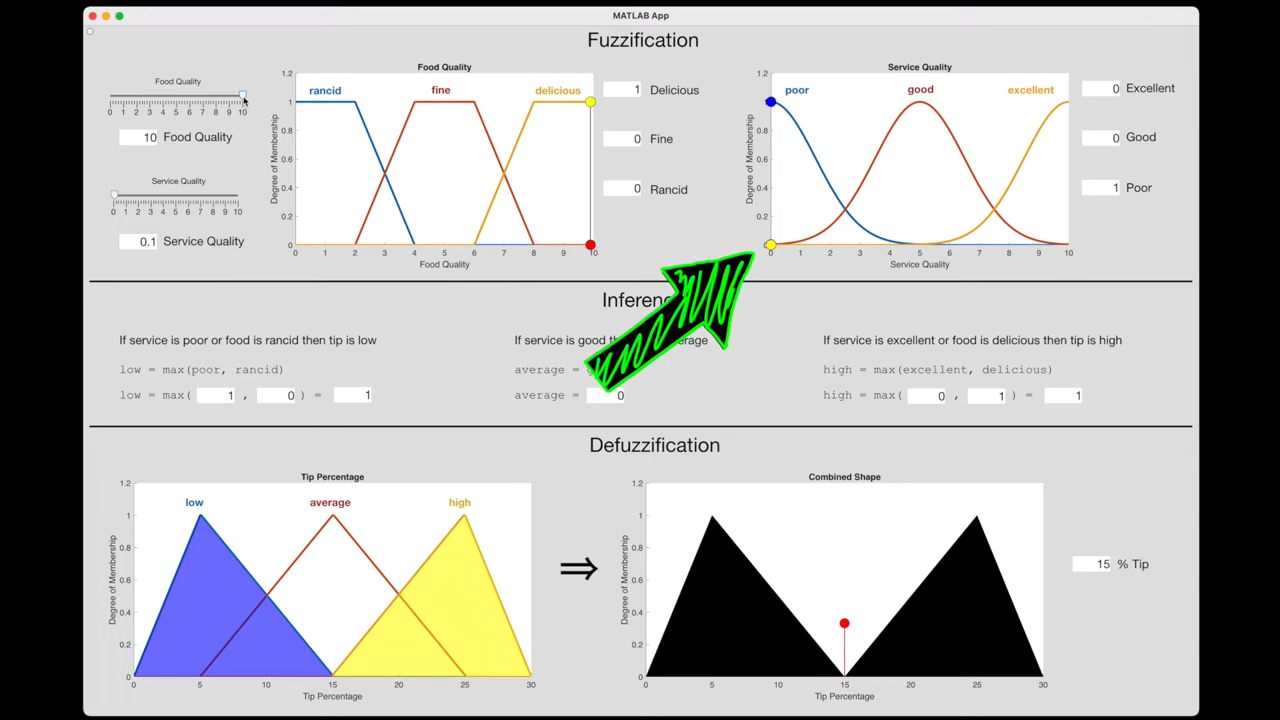 MATLAB App
Fuzzification
Food Quality
0 1 2 3 4 5 6 7 8 9 10
10 Food Quality
Service Quality
0 1 2 3 4 5 6 7 8 9 10
0.1 Service Quality
Food Quality
rancid fine delicious
Degree of Membership
1.2
1
0.8
0.6
0.4
0.2
0
0 1 2 3 4 5 6 7 8 9 10
Food Quality
1 Delicious
0 Fine
0 Rancid
Service Quality
poor good excellent
Degree of Membership
1.2
0.8
0.6
0.4
0.2
0 1 2 3 4 5 6 7 8 9 10
Service Quality
0 Excellent
0 Good
1 Poor
If service is poor or food is rancid then tip is low
low = max(poor, rancid)
low = max( 1 , 0 ) = 1
If service is good
average =
average = 0
If service is excellent or food is delicious then tip is high
high = max(excellent, delicious)
high = max( 0 , 1 ) = 1
Defuzzification
Tip Percentage
low average high
Degree of Membership
1.2
1
0.8
0.6
0.4
0.2
0
0 5 10 15 20 25 30
Tip Percentage
⇒
Combined Shape
Degree of Membership
1.2
1
0.8
0.6
0.4
0.2
0
0 5 10 15 20 25 30
Tip Percentage
15 % Tip